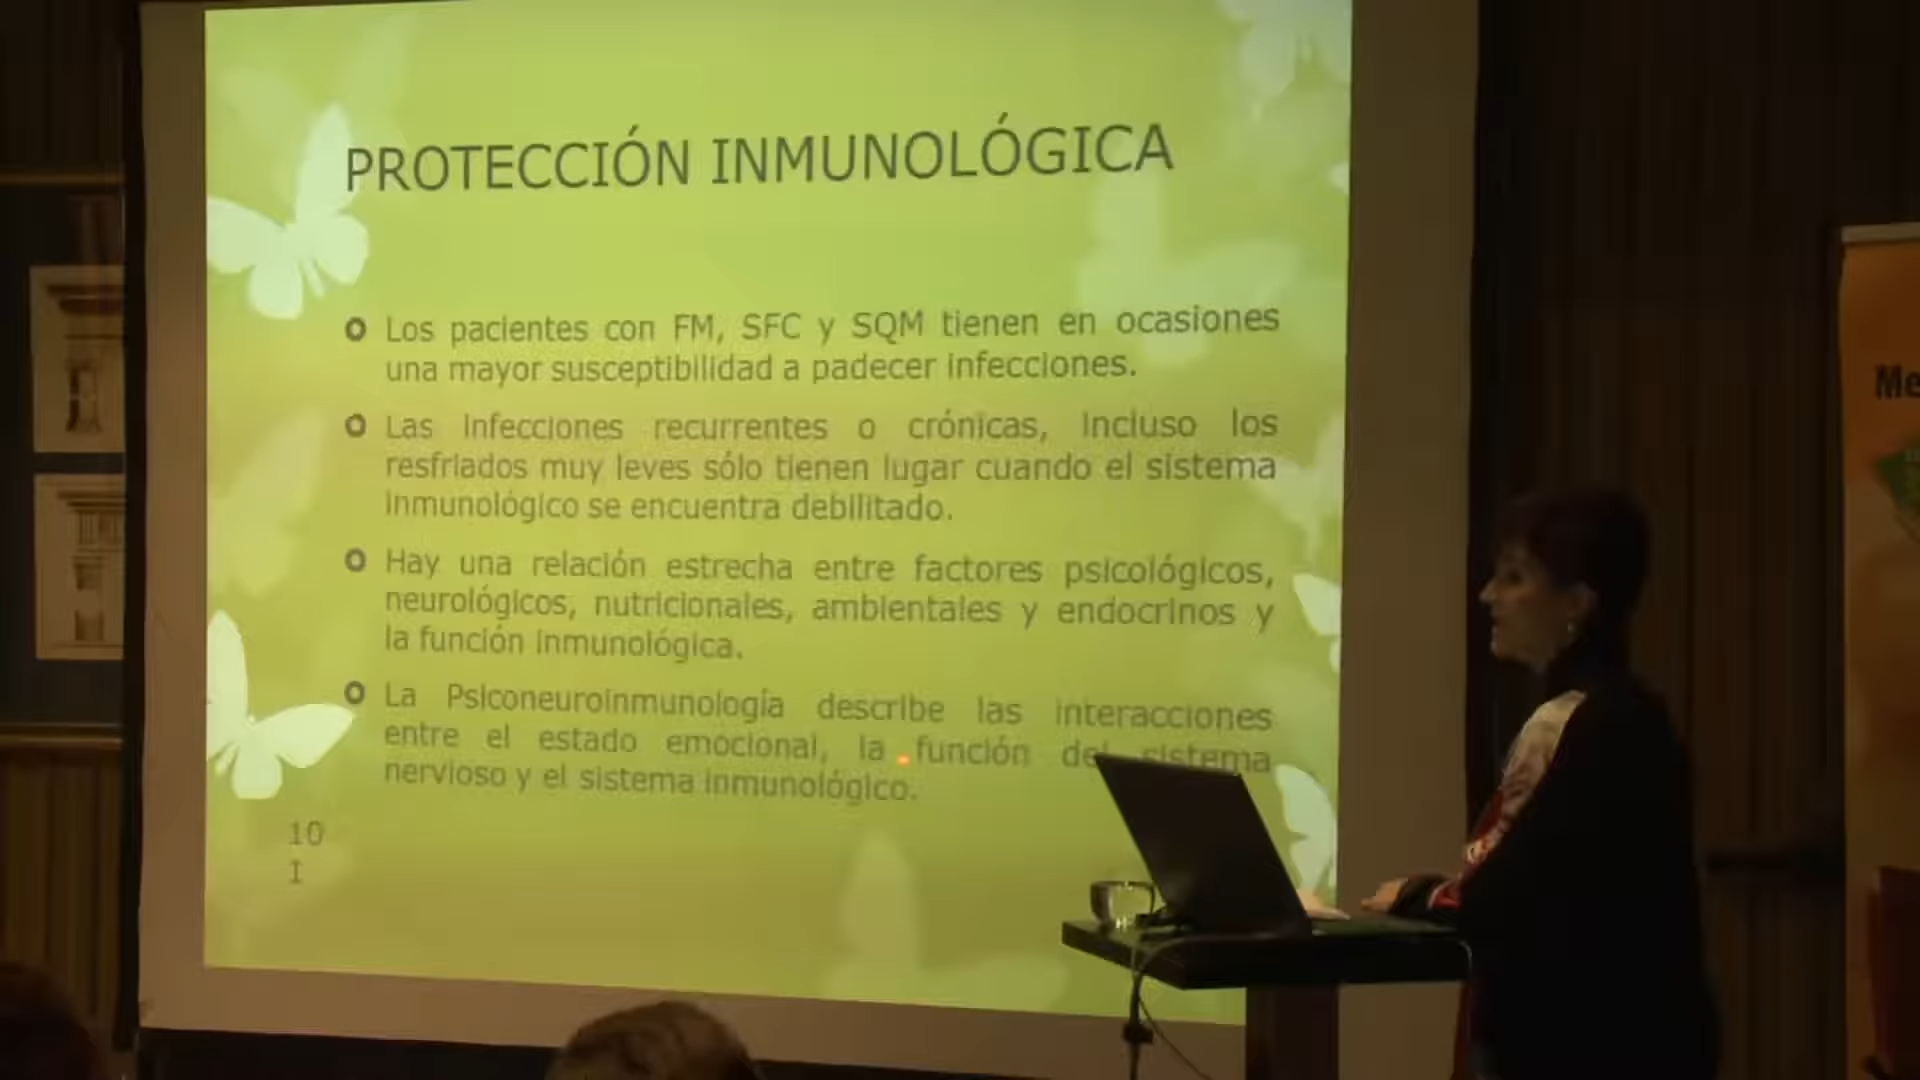 PROTECCIÓN INMUNOLÓGICA
Los pacientes con FM, SFC y SQM tienen en ocasiones
una mayor susceptibilidad a padecer infecciones.
Las infecciones recurrentes o crónicas, incluso los
resfriados muy leves sólo tienen lugar cuando el sistema
inmunológico se encuentra debilitado.
Hay una relación estrecha entre factores psicológicos,
neurológicos, nutricionales, ambientales y endocrinos y
la función inmunológica.
La Psiconeuroinmunología describe las interacciones
entre el estado emocional, la función del sistema
nervioso y el sistema inmunológico.
10
1
Me